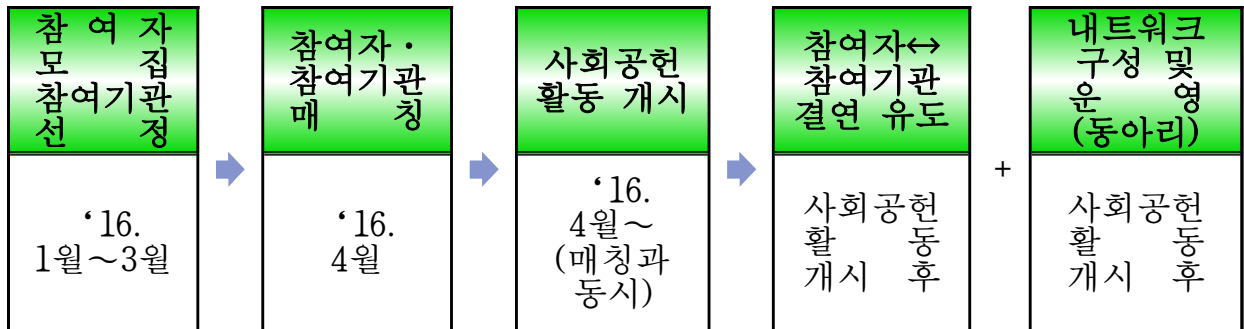 참 여 자
모 집
참여기관
선 정
‘16.
1월～3월
참여자·
참여기관
매 칭
‘16.
4월
사회공헌
활동 개시
‘16.
4월～
(매칭과
동시)
참여자↔
참여기관
결연 유도
사회공헌
활 동
개시 후
+
내트워크
구성 및
운 영
(동아리)
사회공헌
활 동
개시 후